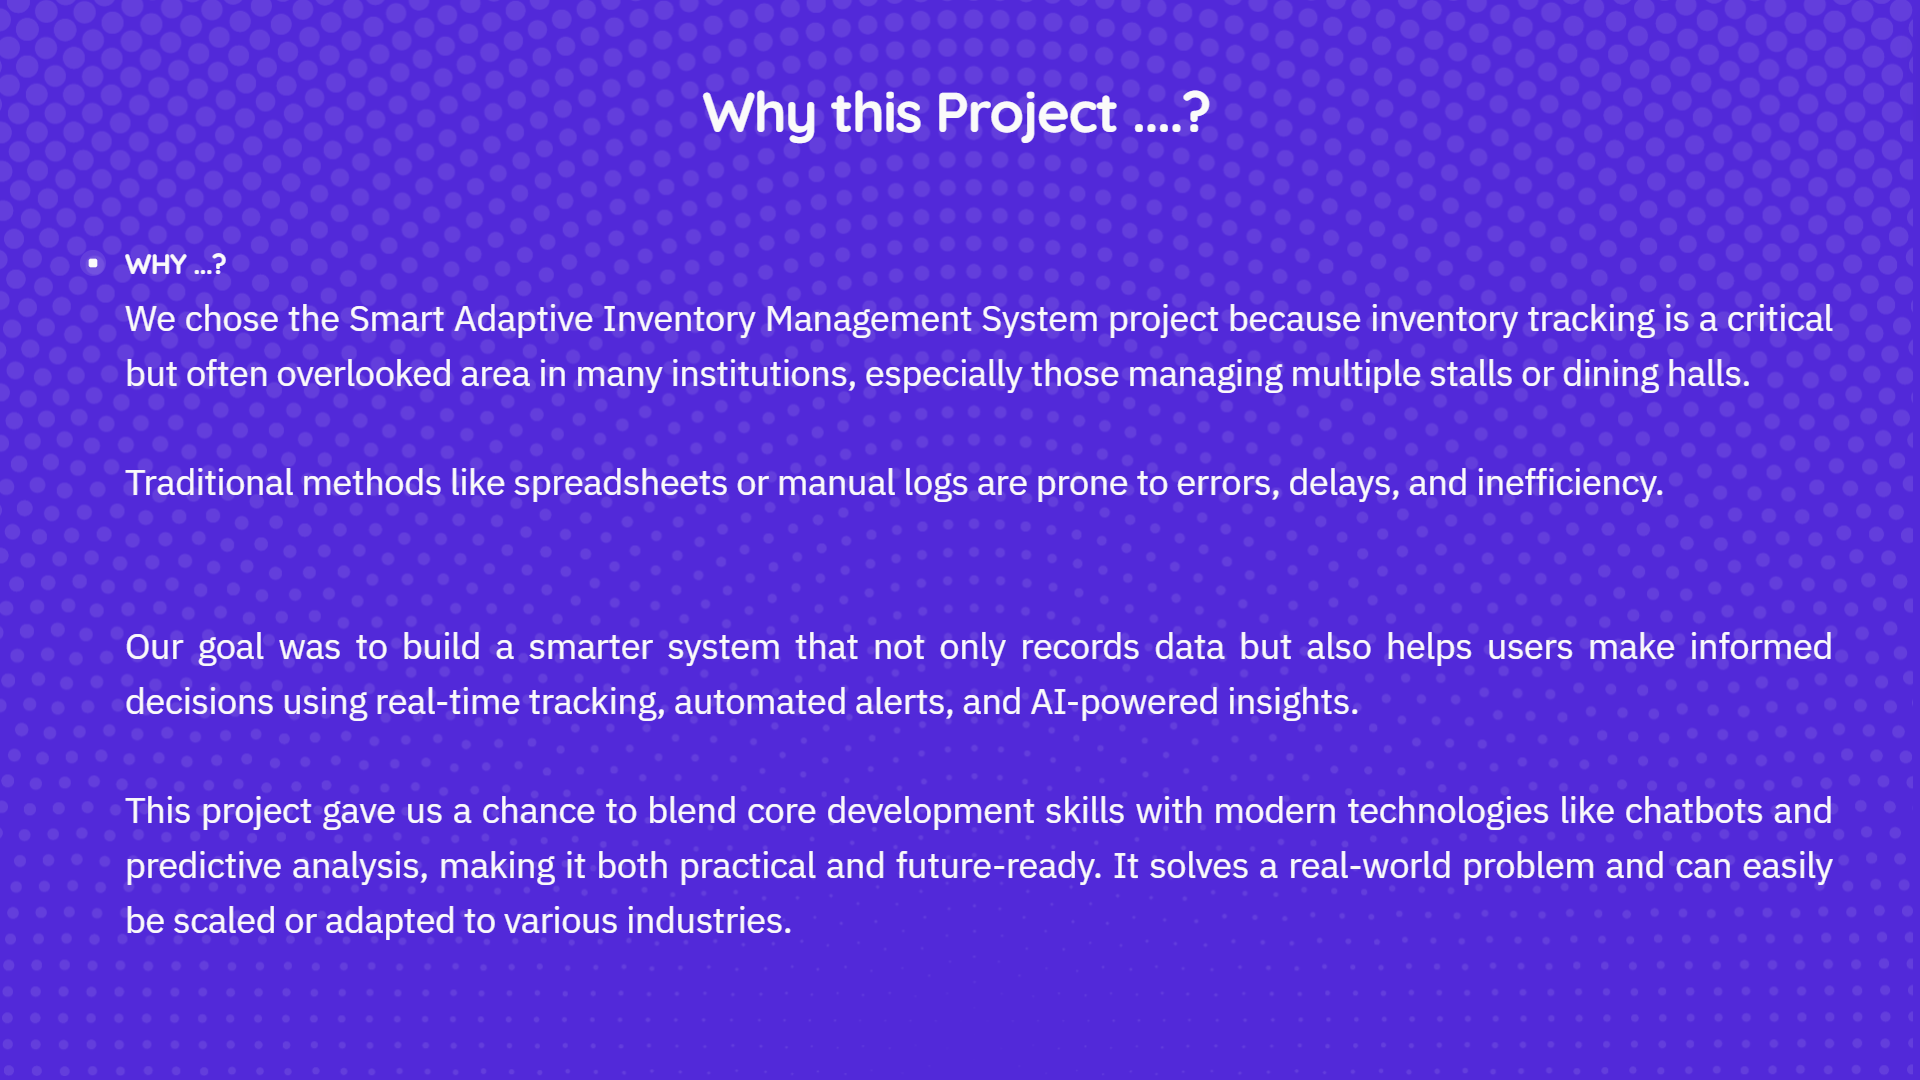 Why this Project ....?
▪ WHY ...?
We chose the Smart Adaptive Inventory Management System project because inventory tracking is a critical
but often overlooked area in many institutions, especially those managing multiple stalls or dining halls.
Traditional methods like spreadsheets or manual logs are prone to errors, delays, and inefficiency.
Our goal was to build a smarter system that not only records data but also helps users make informed
decisions using real-time tracking, automated alerts, and AI-powered insights.
This project gave us a chance to blend core development skills with modern technologies like chatbots and
predictive analysis, making it both practical and future-ready. It solves a real-world problem and can easily
be scaled or adapted to various industries.